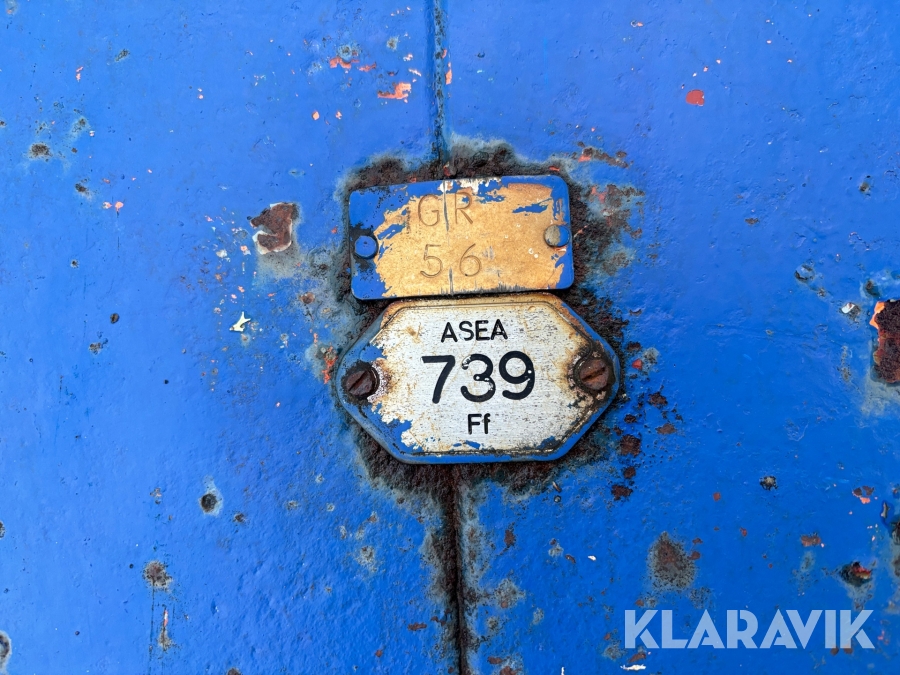 GR
56
ASEA
739
Ff
KLARAVIK